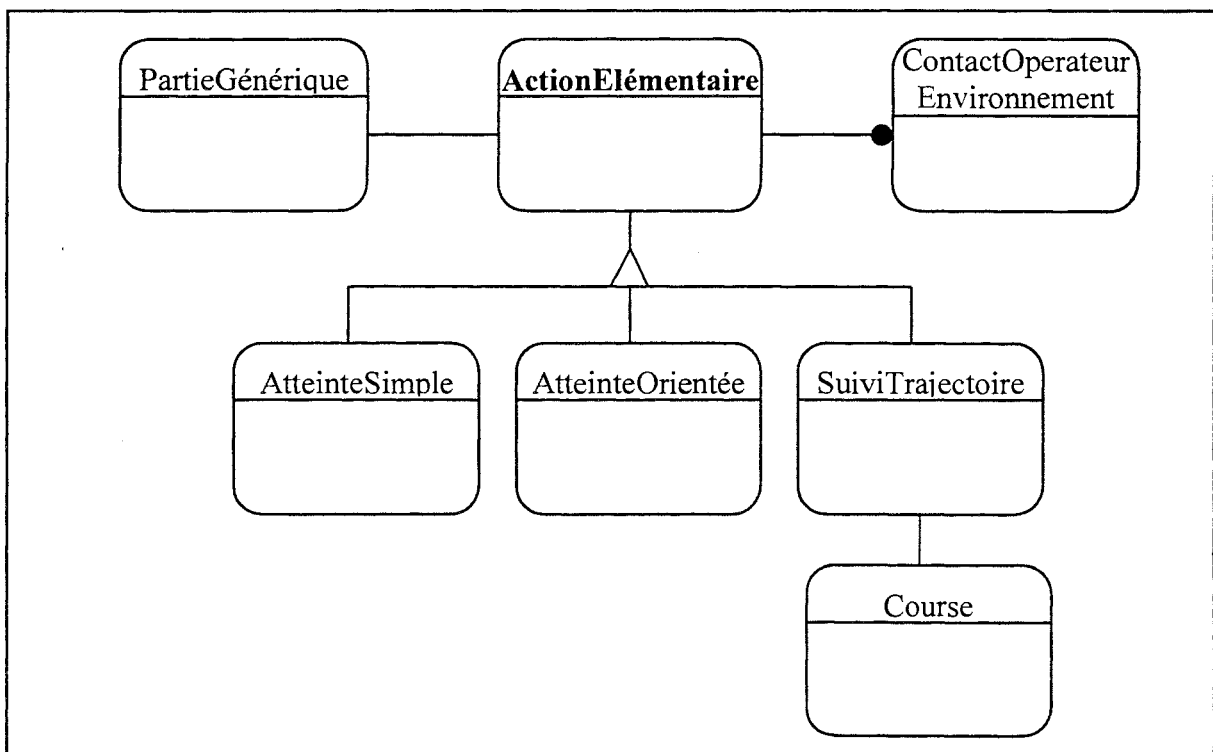 PartieGénérique
ActionElémentaire
ContactOperateur
Environnement
AtteinteSimple
AtteinteOrientée
SuiviTrajectoire
Course